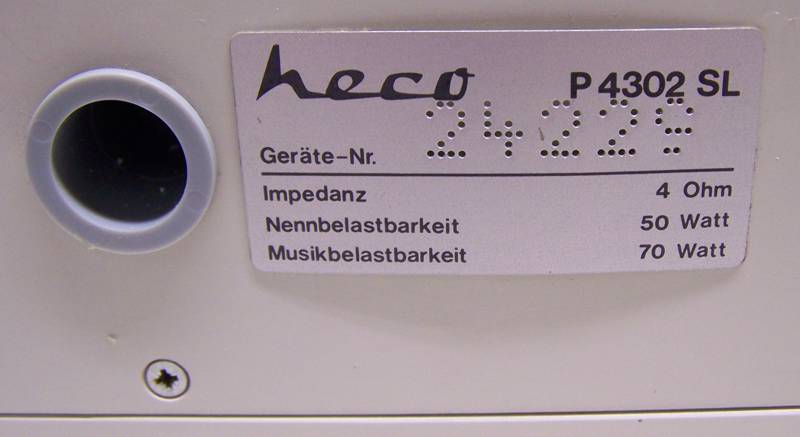 heco P 4302 SL
Geräte-Nr. 24229
Impedanz 4 Ohm
Nennbelastbarkeit 50 Watt
Musikbelastbarkeit 70 Watt